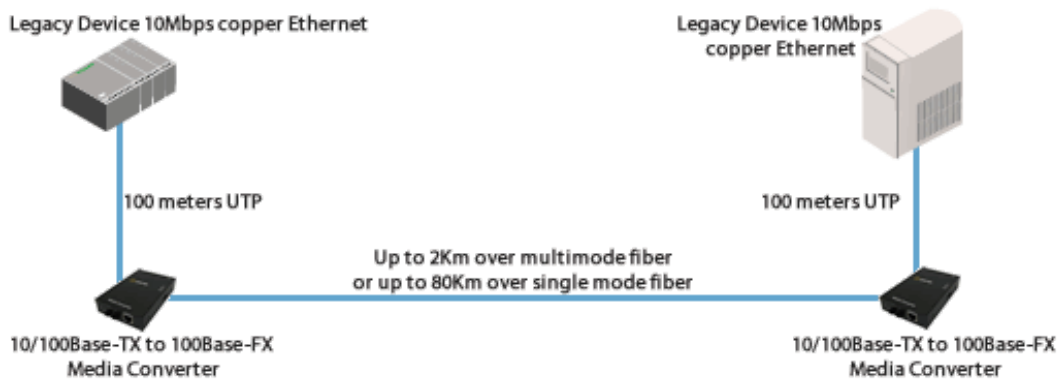 Legacy Device 10Mbps copper Ethernet
Legacy Device 10Mbps
copper Ethernet
100 meters UTP
100 meters UTP
Up to 2Km over multimode fiber
or up to 80Km over single mode fiber
10/100Base-TX to 100Base-FX
Media Converter
10/100Base-TX to 100Base-FX
Media Converter